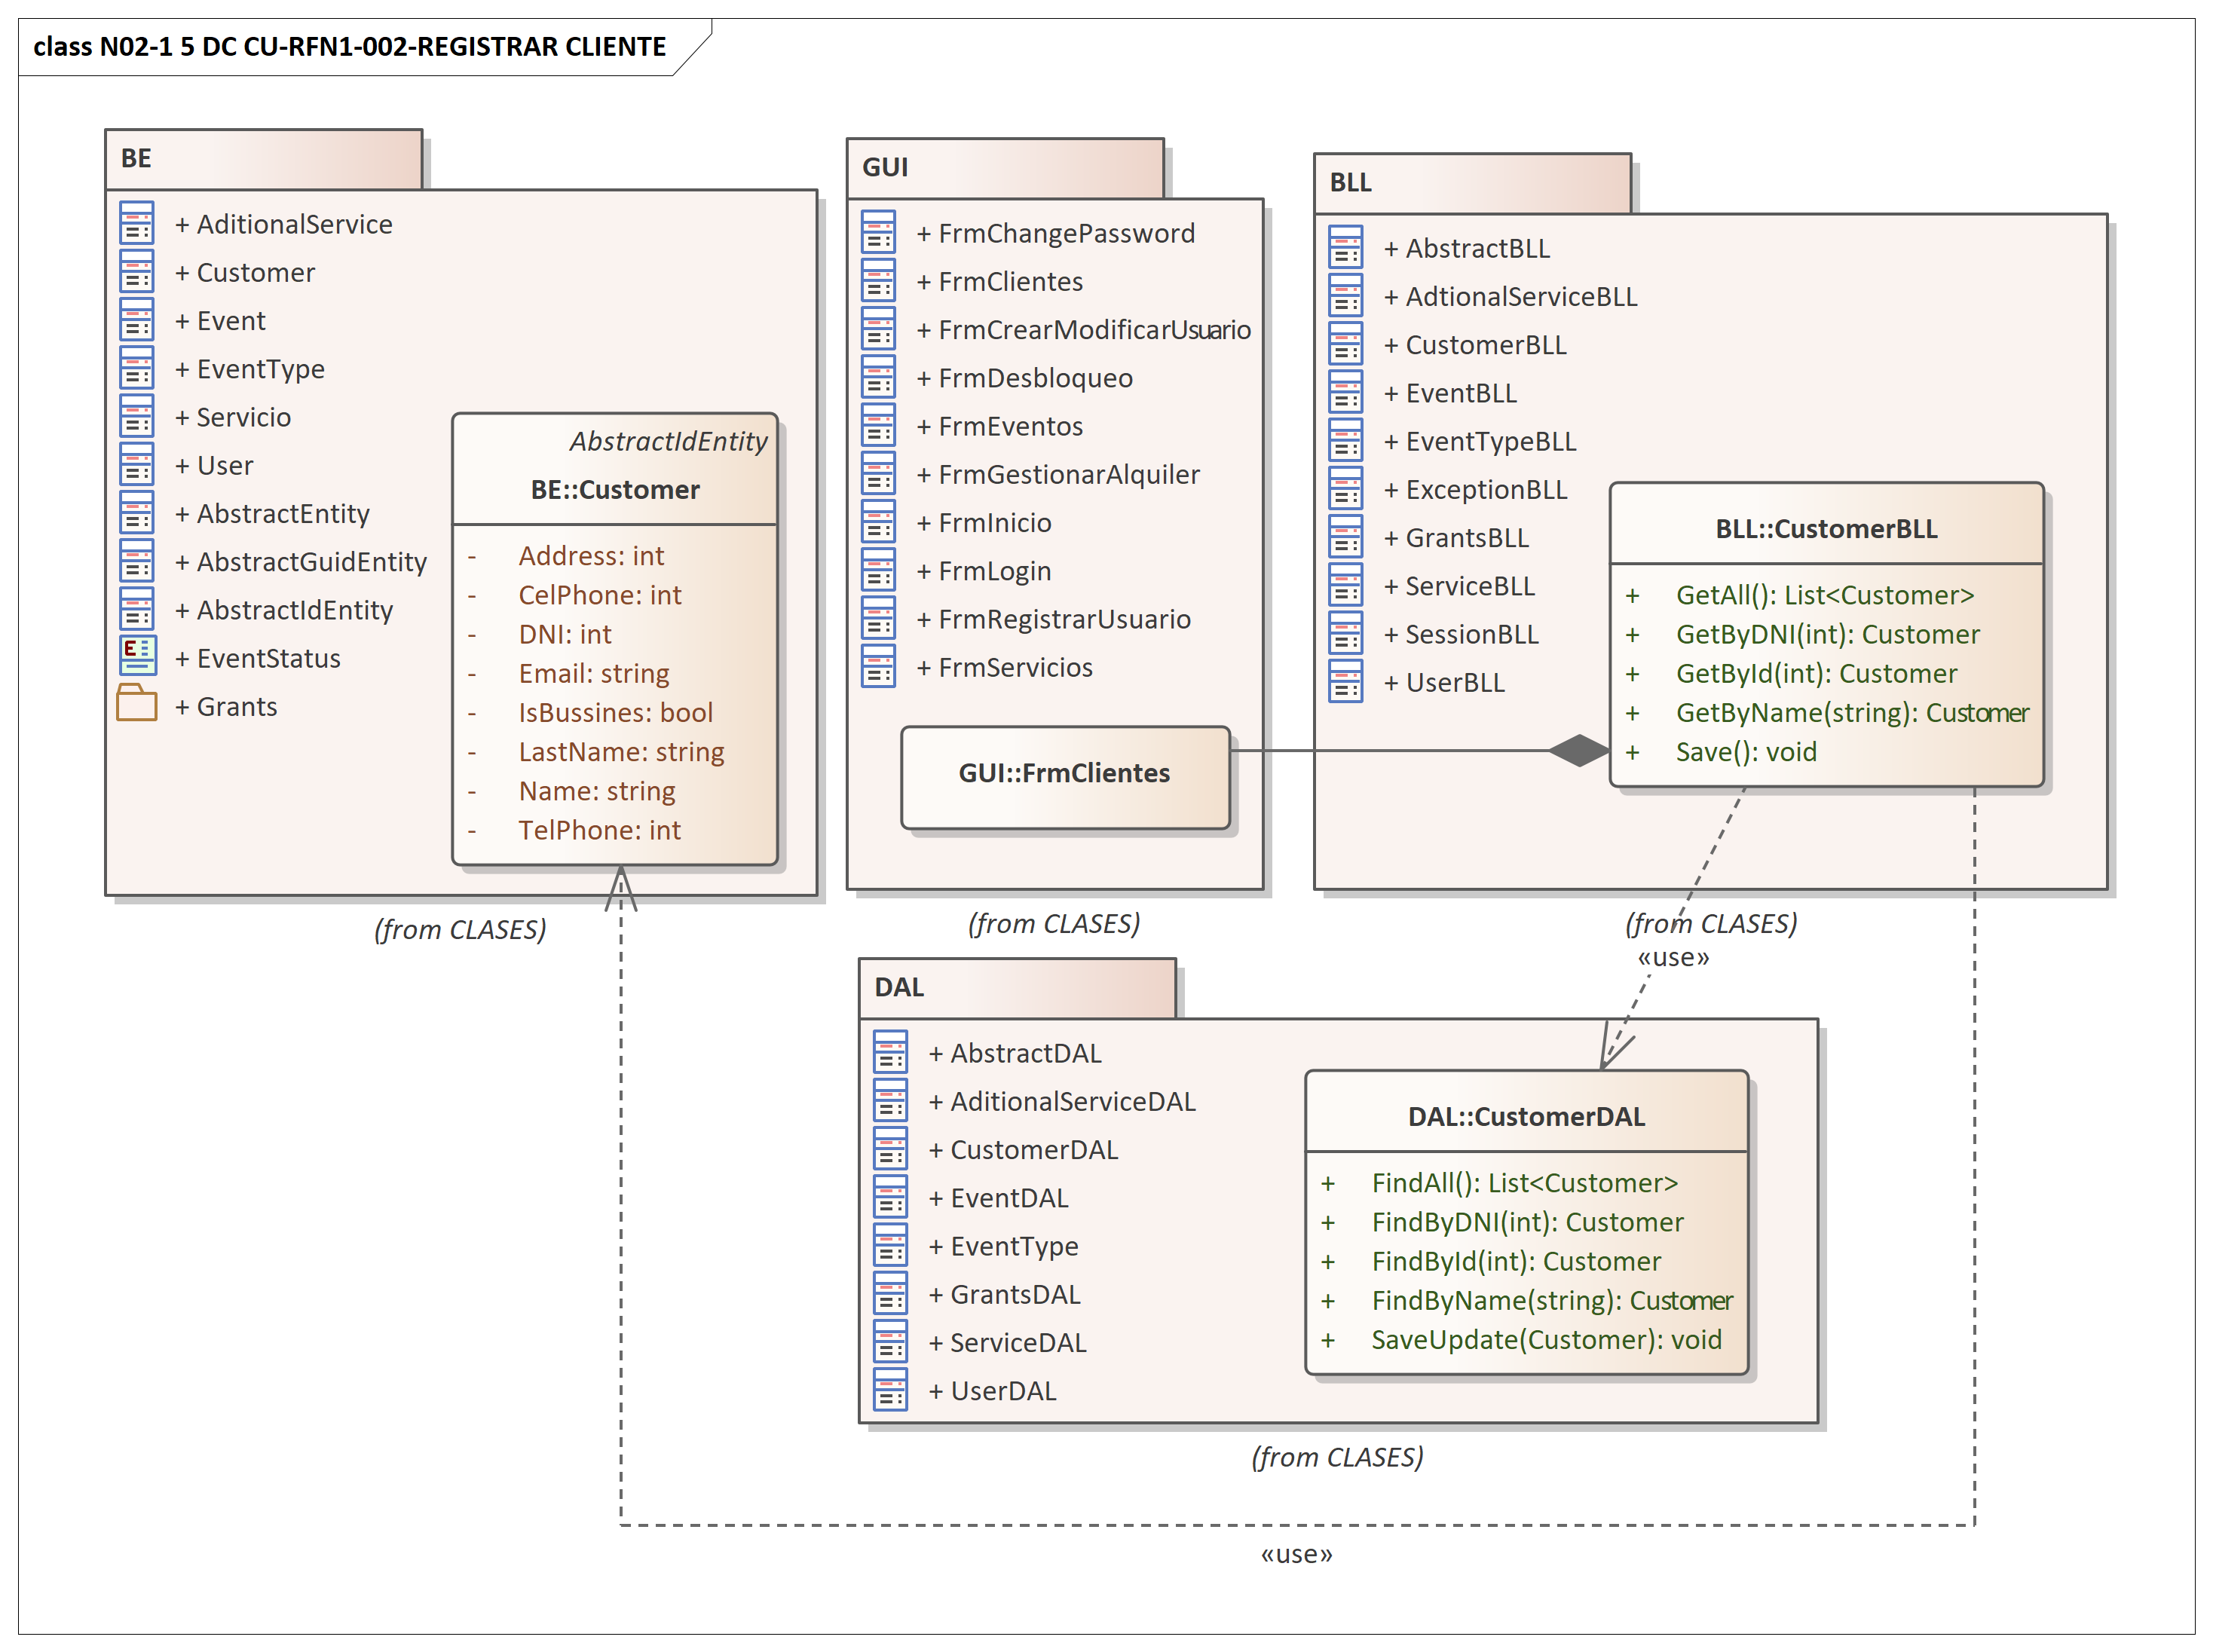 class N02-1 5 DC CU-RFN1-002-REGISTRAR CLIENTE
BE
+ AditionalService
+ Customer
+ Event
+ EventType
+ Servicio
+ User
+ AbstractEntity
+ AbstractGuidEntity
+ AbstractIdEntity
+ EventStatus
+ Grants
AbstractIdEntity
BE::Customer
- Address: int
- CelPhone: int
- DNI: int
- Email: string
- IsBussines: bool
- LastName: string
- Name: string
- TelPhone: int
(from CLASES)
GUI
+ FrmChangePassword
+ FrmClientes
+ FrmCrearModificarUsuario
+ FrmDesbloqueo
+ FrmEventos
+ FrmGestionarAlquiler
+ FrmInicio
+ FrmLogin
+ FrmRegistrarUsuario
+ FrmServicios
GUI::FrmClientes
(from CLASES)
BLL
+ AbstractBLL
+ AdtionalServiceBLL
+ CustomerBLL
+ EventBLL
+ EventTypeBLL
+ ExceptionBLL
+ GrantsBLL
+ ServiceBLL
+ SessionBLL
+ UserBLL
BLL::CustomerBLL
+ GetAll(): List<Customer>
+ GetByDNI(int): Customer
+ GetById(int): Customer
+ GetByName(string): Customer
+ Save(): void
(from CLASES)
«use»
DAL
+ AbstractDAL
+ AditionalServiceDAL
+ CustomerDAL
+ EventDAL
+ EventType
+ GrantsDAL
+ ServiceDAL
+ UserDAL
DAL::CustomerDAL
+ FindAll(): List<Customer>
+ FindByDNI(int): Customer
+ FindById(int): Customer
+ FindByName(string): Customer
+ SaveUpdate(Customer): void
(from CLASES)
«use»